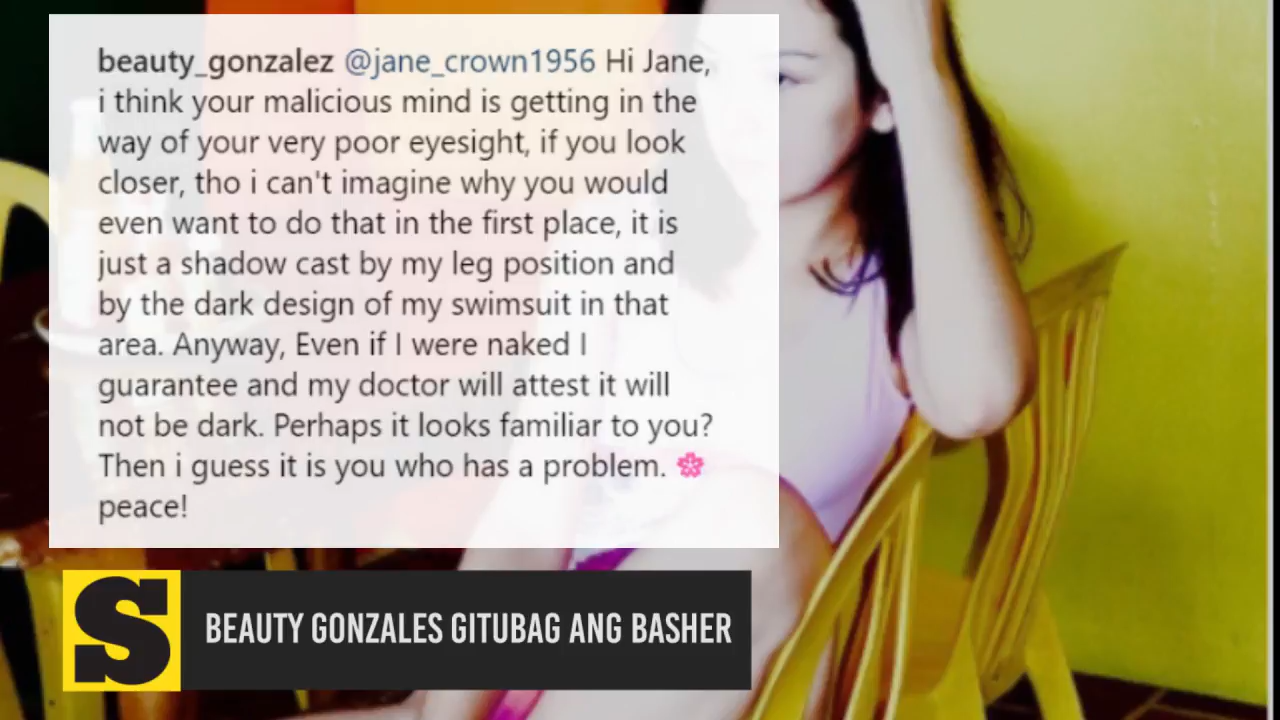 beauty_gonzalez @jane_crown1956 Hi Jane,
i think your malicious mind is getting in the
way of your very poor eyesight, if you look
closer, tho i can't imagine why you would
even want to do that in the first place, it is
just a shadow cast by my leg position and
by the dark design of my swimsuit in that
area. Anyway, Even if I were naked I
guarantee and my doctor will attest it will
not be dark. Perhaps it looks familiar to you?
Then i guess it is you who has a problem. 🌸
peace!
S
BEAUTY GONZALES GITUBAG ANG BASHER